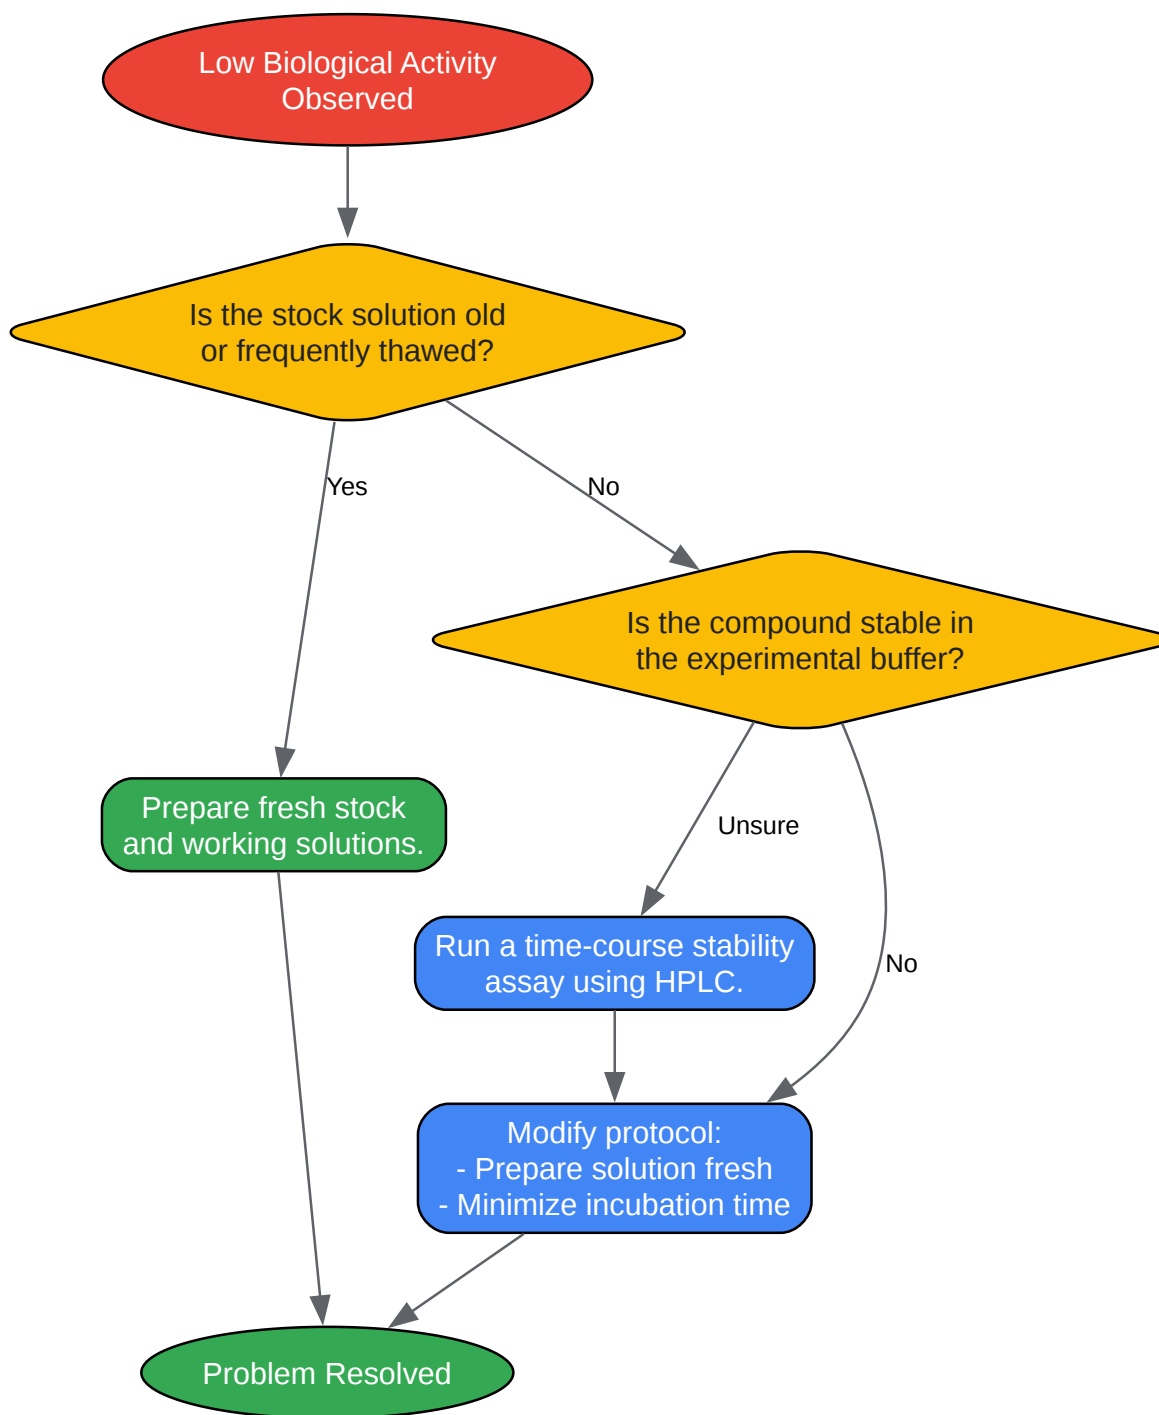 Low Biological Activity
Observed
Is the stock solution old
or frequently thawed?
Yes
No
Is the compound stable in
the experimental buffer?
Prepare fresh stock
and working solutions.
Unsure
Run a time-course stability
assay using HPLC.
No
Modify protocol:
- Prepare solution fresh
- Minimize incubation time
Problem Resolved